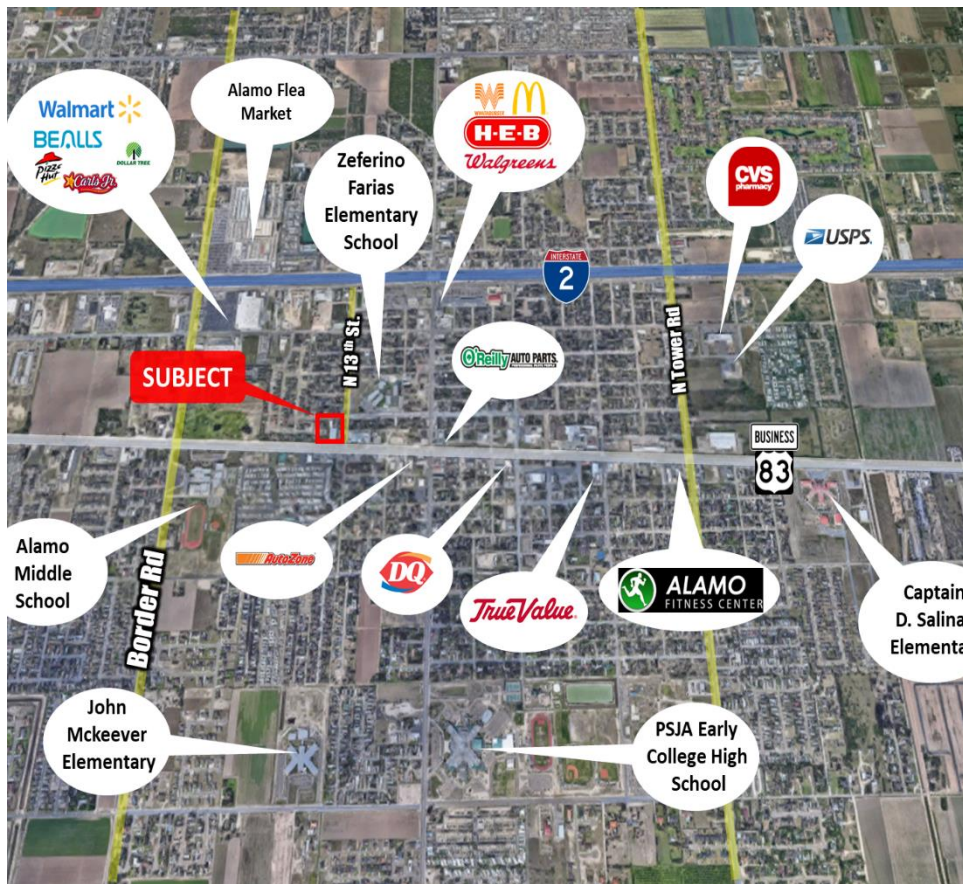 Walmart
BEALLS
Pizza
Hut
DOLLAR TREE
Carl's Jr.
Alamo Flea
Market
Zeferino
Farias
Elementary
School
WHATABURGER
H-E-B
Walgreens
CVS
pharmacy
USPS.
INTERSTATE
2
N 13th St.
N Tower Rd
O'Reilly AUTO PARTS.
SUBJECT
BUSINESS
83
Alamo
Middle
School
Border Rd
AutoZone
DQ
True Value.
ALAMO
FITNESS CENTER
Captain
D. Salina
Elementa
John
Mckeever
Elementary
PSJA Early
College High
School